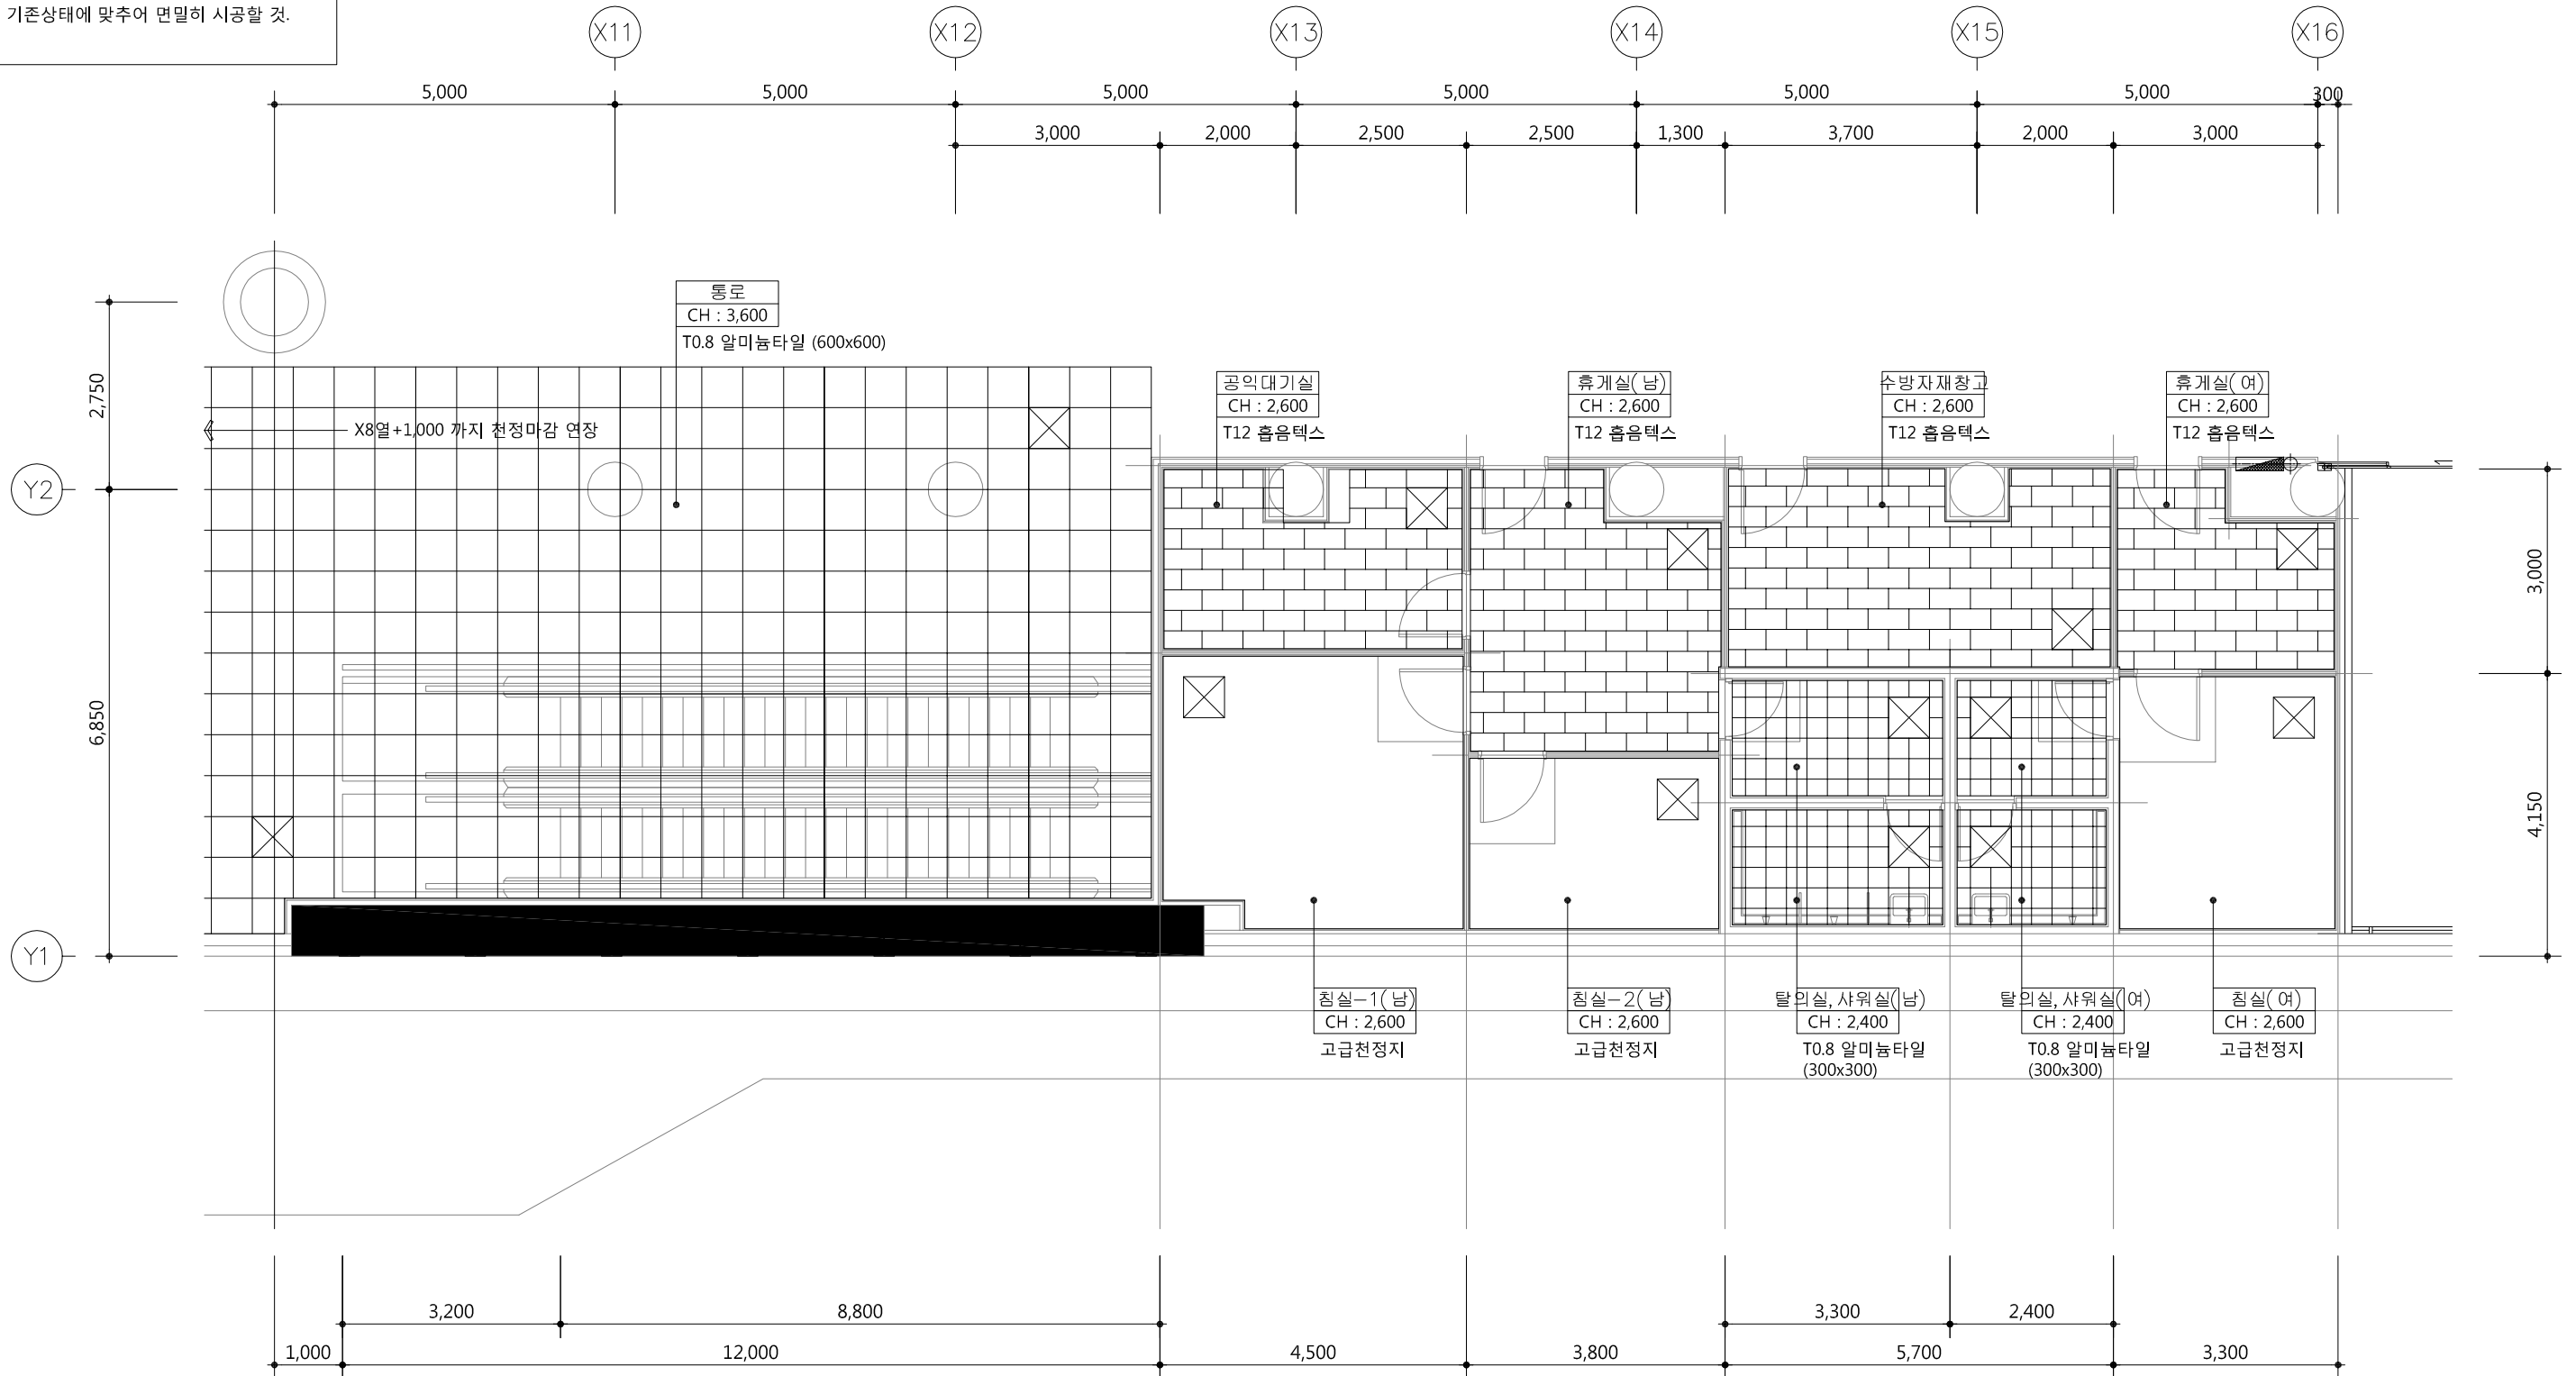 기존상태에 맞추어 면밀히 시공할 것.
X11
X12
X13
X14
X15
X16
5,000
5,000
5,000
5,000
5,000
5,000
300
3,000
2,000
2,500
2,500
1,300
3,700
2,000
3,000
통로
CH : 3,600
T0.8 알미늄타일 (600x600)
X8열+1,000 까지 천정마감 연장
공익대기실
CH : 2,600
T12 흡음텍스
휴게실(남)
CH : 2,600
T12 흡음텍스
수방자재창고
CH : 2,600
T12 흡음텍스
휴게실(여)
CH : 2,600
T12 흡음텍스
2,750
Y2
6,850
Y1
3,000
4,150
침실-1(남)
CH : 2,600
고급천정지
침실-2(남)
CH : 2,600
고급천정지
탈의실, 샤워실(남)
CH : 2,400
T0.8 알미늄타일
(300x300)
탈의실, 샤워실(여)
CH : 2,400
T0.8 알미늄타일
(300x300)
침실(여)
CH : 2,600
고급천정지
3,200
8,800
3,300
2,400
1,000
12,000
4,500
3,800
5,700
3,300